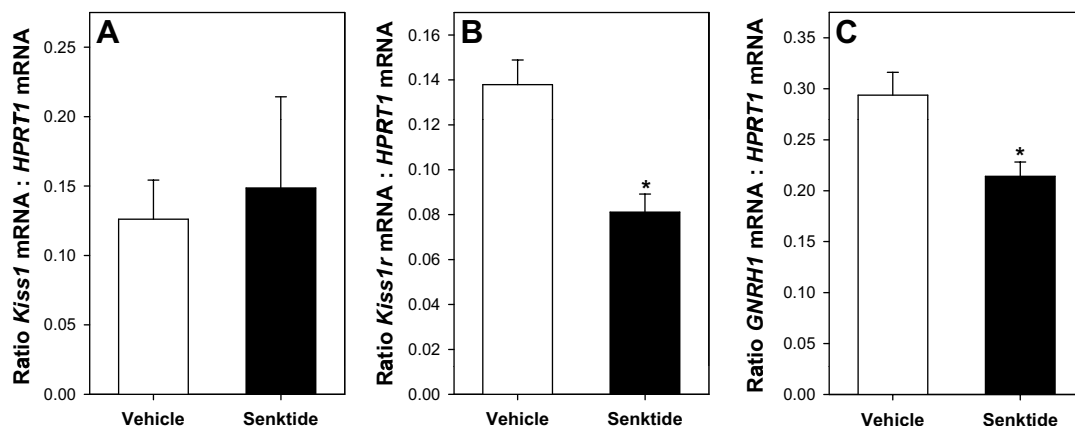 A
Ratio Kiss1 mRNA : HPRT1 mRNA
0.25
0.20
0.15
0.10
0.05
0.00
Vehicle
Senktide
B
Ratio Kiss1r mRNA : HPRT1 mRNA
0.16
0.14
0.12
0.10
0.08
0.06
0.04
0.02
0.00
*
Vehicle
Senktide
C
Ratio GNRH1 mRNA : HPRT1 mRNA
0.35
0.30
0.25
0.20
0.15
0.10
0.05
0.00
*
Vehicle
Senktide